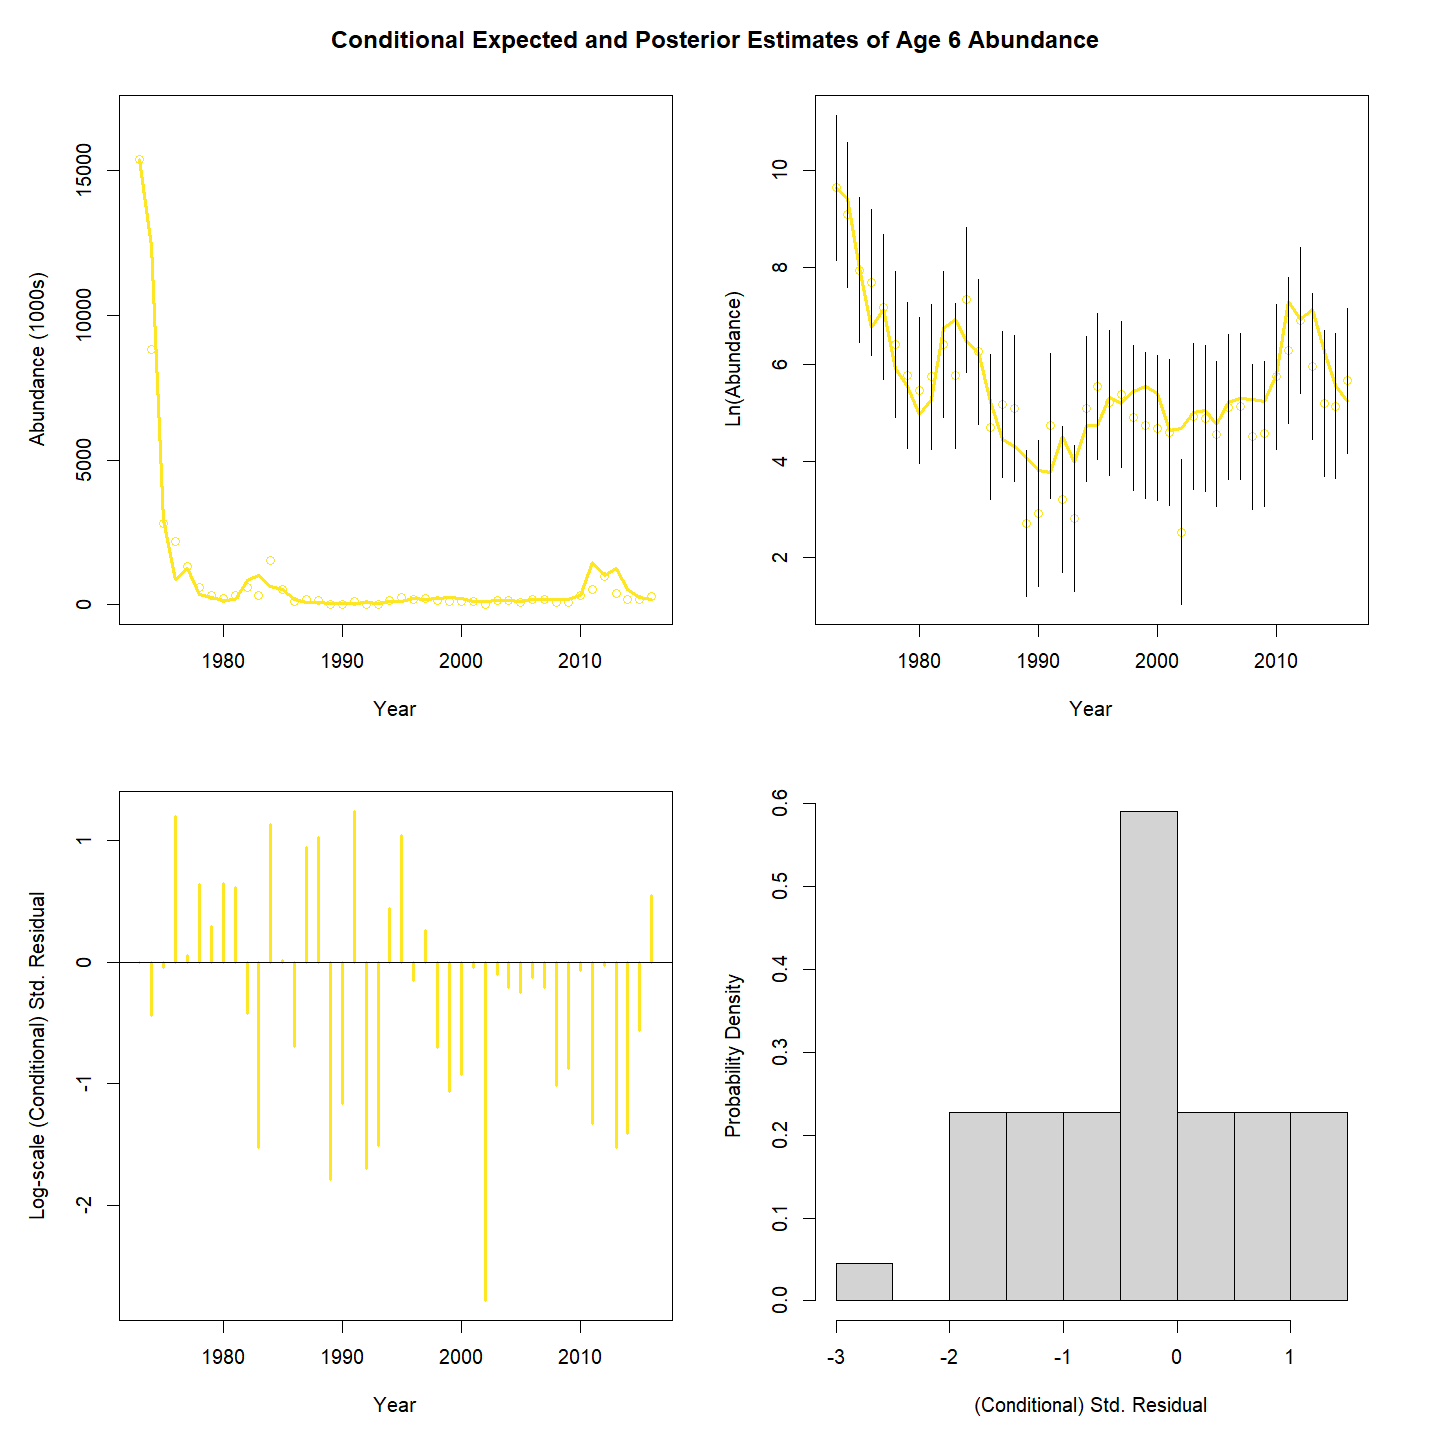 Conditional Expected and Posterior Estimates of Age 6 Abundance
Abundance (1000s)
15000
10000
5000
0
1980 1990 2000 2010
Year
Ln(Abundance)
10
8
6
4
2
1980 1990 2000 2010
Year
Log-scale (Conditional) Std. Residual
1
0
-1
-2
1980 1990 2000 2010
Year
Probability Density
0.6
0.5
0.4
0.3
0.2
0.1
0.0
-3 -2 -1 0 1
(Conditional) Std. Residual